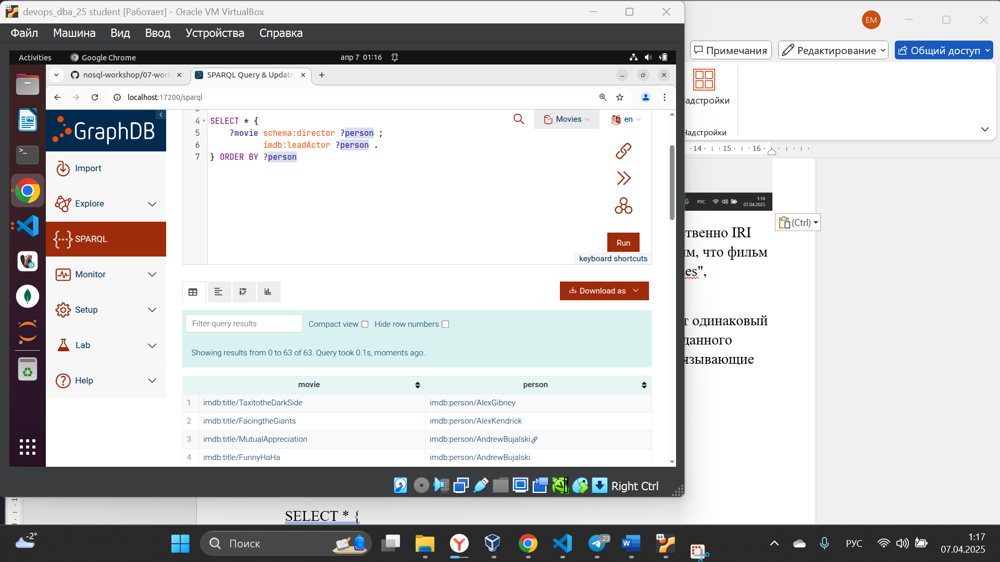 devops_dba_25 student [Работает] - Oracle VM VirtualBox
Файл Машина Вид Ввод Устройства Справка
Activities Google Chrome апр 7 01:16
nosql-workshop/07-wor SPARQL Query & Update
localhost:17200/sparql
GraphDB
Import
Explore
SPARQL
Monitor
Setup
Lab
Help
4 SELECT * {
5 ?movie schema:director ?person ;
6 imdb:leadActor ?person .
7 } ORDER BY ?person
Movies en
Run
keyboard shortcuts
Download as
Filter query results Compact view Hide row numbers
Showing results from 0 to 63 of 63. Query took 0.1s, moments ago.
movie person
1 imdb:title/TaxitotheDarkSide imdb:person/AlexGibney
2 imdb:title/FacingtheGiants imdb:person/AlexKendrick
3 imdb:title/MutualAppreciation imdb:person/AndrewBujalski
4 imdb:title/FunnyHaHa imdb:person/AndrewBujalski
Right Ctrl
EM
Примечания Редактирование Общий доступ
адстройки
Надстройки
14 15 16
РУС 1:16
07.04.2025
(Ctrl)
твенно IRI
м, что фильм
es",
т одинаковый
данного
язывающие
SELECT * {
-2°
Поиск
64
..23
64
РУС
1:17
07.04.2025